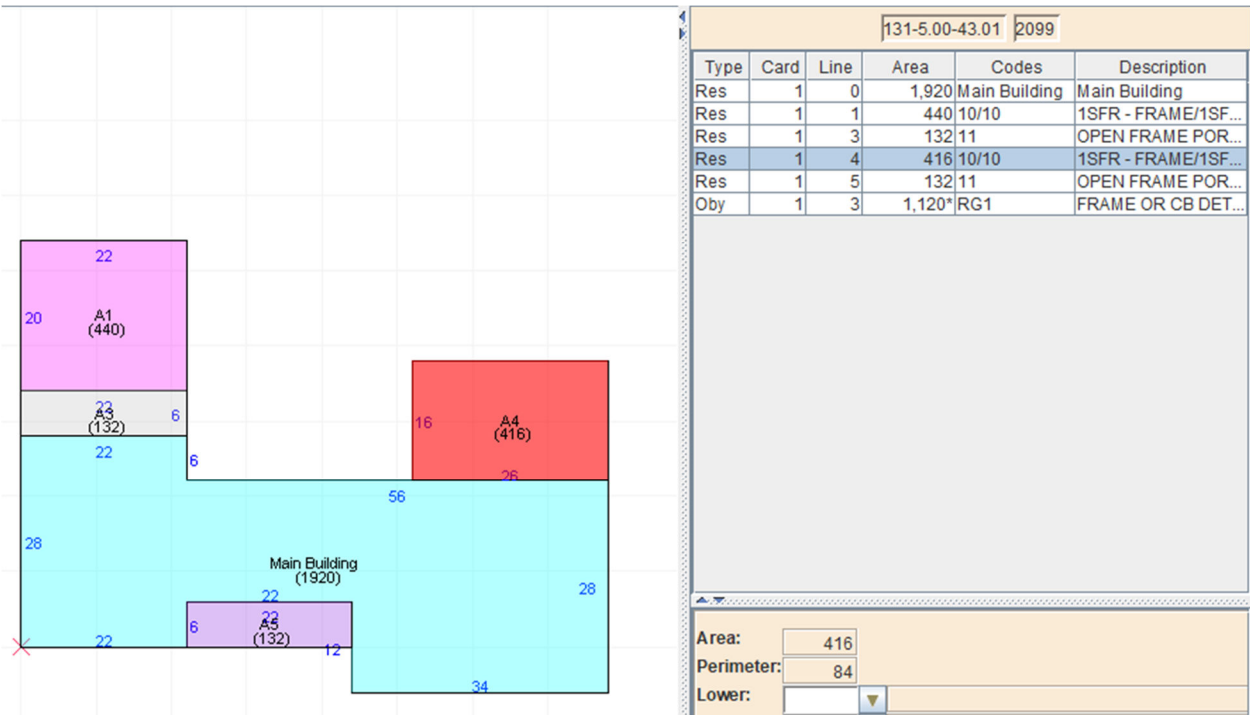 131-5.00-43.01 2099
Type Card Line Area Codes Description
Res 1 0 1,920 Main Building Main Building
Res 1 1 440 10/10 1SFR - FRAME/1SF...
Res 1 3 132 11 OPEN FRAME POR...
Res 1 4 416 10/10 1SFR - FRAME/1SF...
Res 1 5 132 11 OPEN FRAME POR...
Oby 1 3 1,120* RG1 FRAME OR CB DET...
22
20
A1
(440)
22
A3
6
(132)
22
6
16
A4
(416)
26
56
28
Main Building
(1920)
28
22
22
6
A5
(132)
22
12
34
Area: 416
Perimeter: 84
Lower: